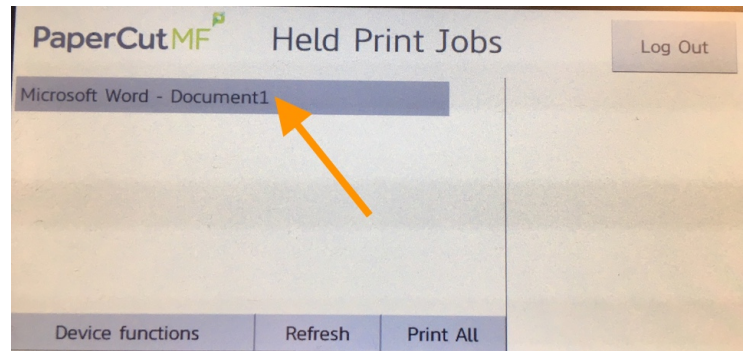 PaperCutMF Held Print Jobs Log Out
Microsoft Word - Document1
Device functions Refresh Print All